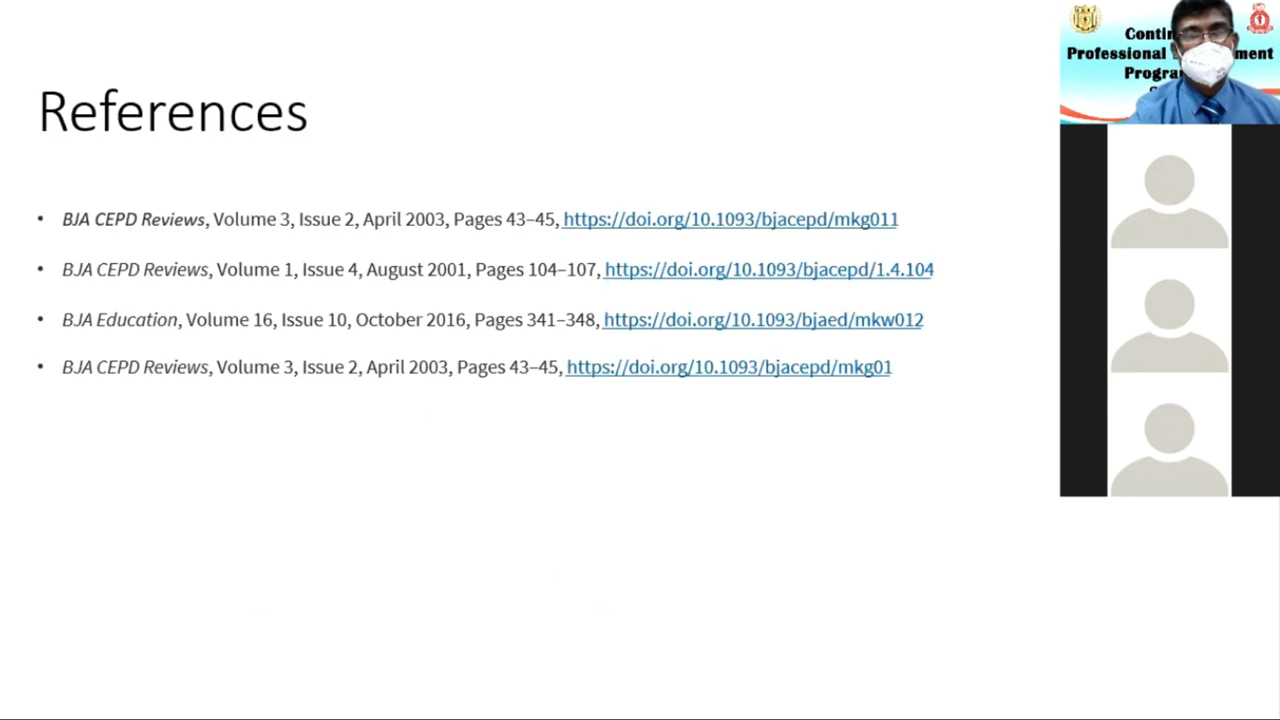 References
• BJA CEPD Reviews, Volume 3, Issue 2, April 2003, Pages 43–45, https://doi.org/10.1093/bjacepd/mkg011
• BJA CEPD Reviews, Volume 1, Issue 4, August 2001, Pages 104–107, https://doi.org/10.1093/bjacepd/1.4.104
• BJA Education, Volume 16, Issue 10, October 2016, Pages 341–348, https://doi.org/10.1093/bjaed/mkw012
• BJA CEPD Reviews, Volume 3, Issue 2, April 2003, Pages 43–45, https://doi.org/10.1093/bjacepd/mkg01
Contin
Professional ment
Progra